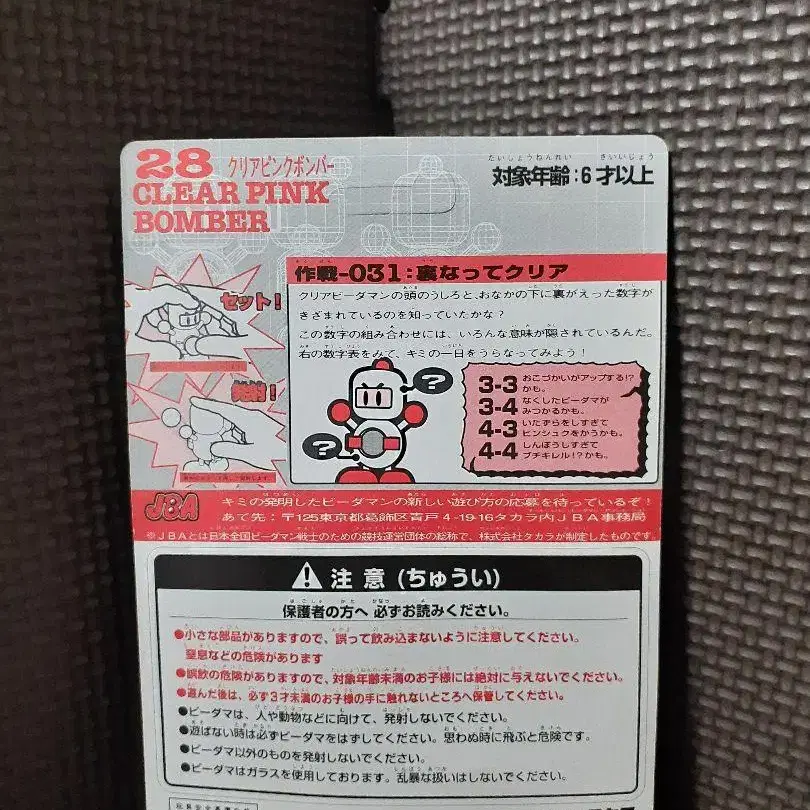 28 クリアピンクボンバー
CLEAR PINK
BOMBER
たいしょうねんれい さいいじょう
対象年齢:6才以上
セット!
発射!
作戦-031:裏なってクリア
クリアビーダマンの頭のうしろと、おなかの下に裏がえった数字が
きざまれているのを知っていたかな?
この数字の組み合わせには、いろんな意味が隠されているんだ。
右の数字表をみて、キミの一日をうらなってみよう!
?
?
3-3 おこづかいがアップする!?かも。
3-4 なくしたビーダマがみつかるかも。
4-3 いたずらをしすぎてヒンシュクをかうかも。
4-4 しんぼうしすぎてブチキレル!?かも。
JBA
キミの発明したビーダマンの新しい遊び方の応募を待っているぞ!
あて先:〒125東京都葛飾区青戸4-19-16タカラ内JBA事務局
※JBAとは日本全国ビーダマン戦士のための競技運営団体の総称で、株式会社タカラが制定したものです。
注意(ちゅうい)
保護者の方へ 必ずお読みください。
●小さな部品がありますので、誤って飲み込まないように注意してください。
窒息などの危険があります
●誤飲の危険がありますので、対象年齢未満のお子様には絶対に与えないでください。
●遊んだ後は、必ず3才未満のお子様の手に触れないところへ保管してください。
●ビーダマは、人や動物などに向けて、発射しないでください。
●遊ばない時は必ずビーダマをはずしてください。思わぬ時に飛ぶと危険です。
●ビーダマ以外のものを発射しないでください。
●ビーダマはガラスを使用しております。乱暴な扱いはしないでください。